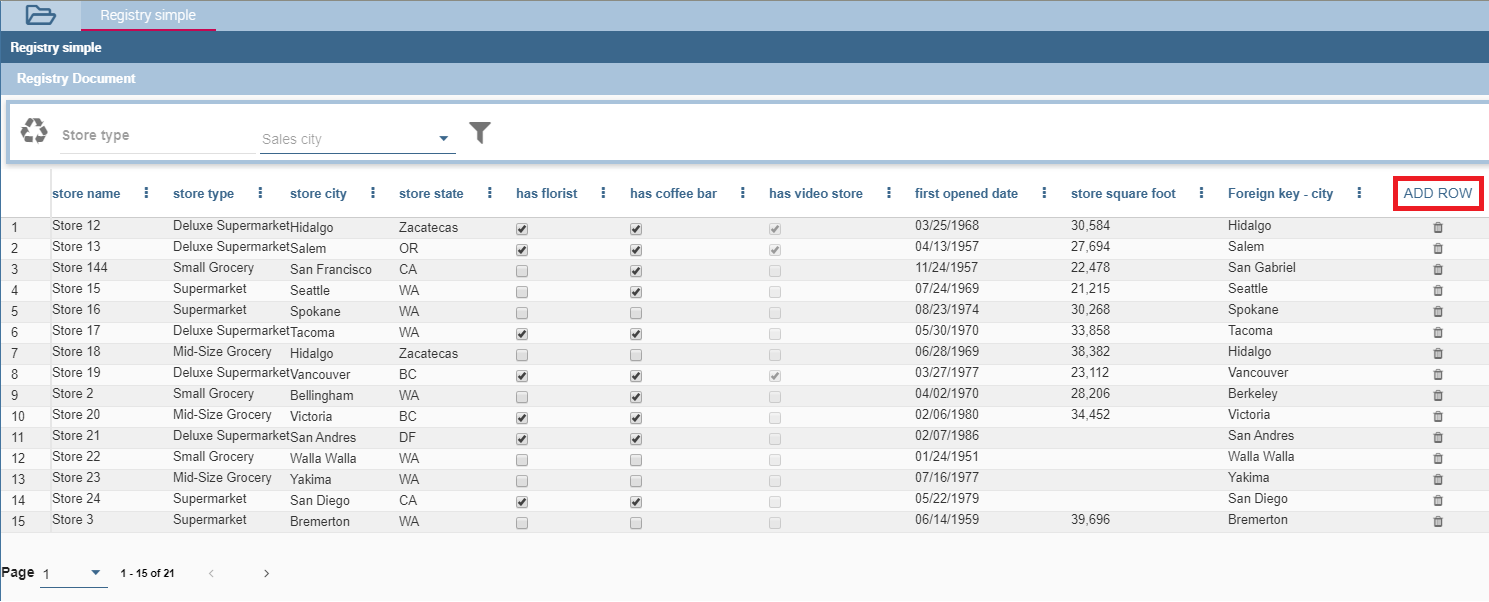 Registry simple
Registry simple
Registry Document
Store type Sales city
store name store type store city store state has florist has coffee bar has video store first opened date store square foot Foreign key - city ADD ROW
1 Store 12 Deluxe Supermarket Hidalgo Zacatecas 03/25/1968 30,584 Hidalgo
2 Store 13 Deluxe Supermarket Salem OR 04/13/1957 27,694 Salem
3 Store 144 Small Grocery San Francisco CA 11/24/1957 22,478 San Gabriel
4 Store 15 Supermarket Seattle WA 07/24/1969 21,215 Seattle
5 Store 16 Supermarket Spokane WA 08/23/1974 30,268 Spokane
6 Store 17 Deluxe Supermarket Tacoma WA 05/30/1970 33,858 Tacoma
7 Store 18 Mid-Size Grocery Hidalgo Zacatecas 06/28/1969 38,382 Hidalgo
8 Store 19 Deluxe Supermarket Vancouver BC 03/27/1977 23,112 Vancouver
9 Store 2 Small Grocery Bellingham WA 04/02/1970 28,206 Berkeley
10 Store 20 Mid-Size Grocery Victoria BC 02/06/1980 34,452 Victoria
11 Store 21 Deluxe Supermarket San Andres DF 02/07/1986 San Andres
12 Store 22 Small Grocery Walla Walla WA 01/24/1951 Walla Walla
13 Store 23 Mid-Size Grocery Yakima WA 07/16/1977 Yakima
14 Store 24 Supermarket San Diego CA 05/22/1979 San Diego
15 Store 3 Supermarket Bremerton WA 06/14/1959 39,696 Bremerton
Page 1 1 - 15 of 21